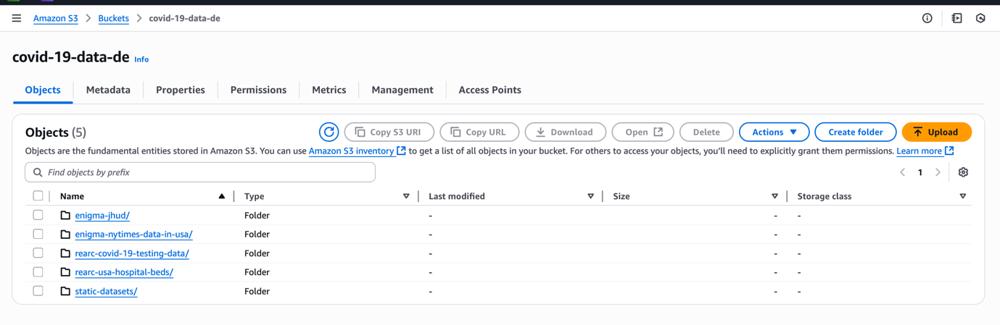 Amazon S3 > Buckets > covid-19-data-de
covid-19-data-de Info
Objects Metadata Properties Permissions Metrics Management Access Points
Objects (5) Copy S3 URI Copy URL Download Open Delete Actions Create folder Upload
Objects are the fundamental entities stored in Amazon S3. You can use Amazon S3 inventory to get a list of all objects in your bucket. For others to access your objects, you'll need to explicitly grant them permissions. Learn more
Find objects by prefix 1
Name Type Last modified Size Storage class
enigma-jhud/ Folder - - -
enigma-nytimes-data-in-usa/ Folder - - -
rearc-covid-19-testing-data/ Folder - - -
rearc-usa-hospital-beds/ Folder - - -
static-datasets/ Folder - - -